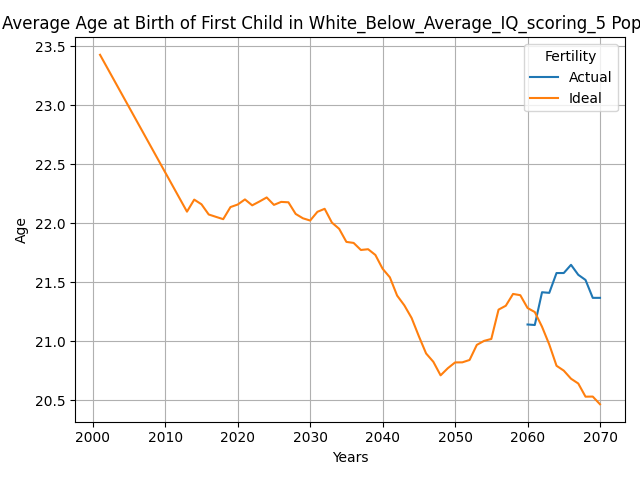 Average Age at Birth of First Child in White_Below_Average_IQ_scoring_5 Pop
Fertility
Actual
Ideal
23.5
23.0
22.5
22.0
21.5
21.0
20.5
Age
2000 2010 2020 2030 2040 2050 2060 2070
Years